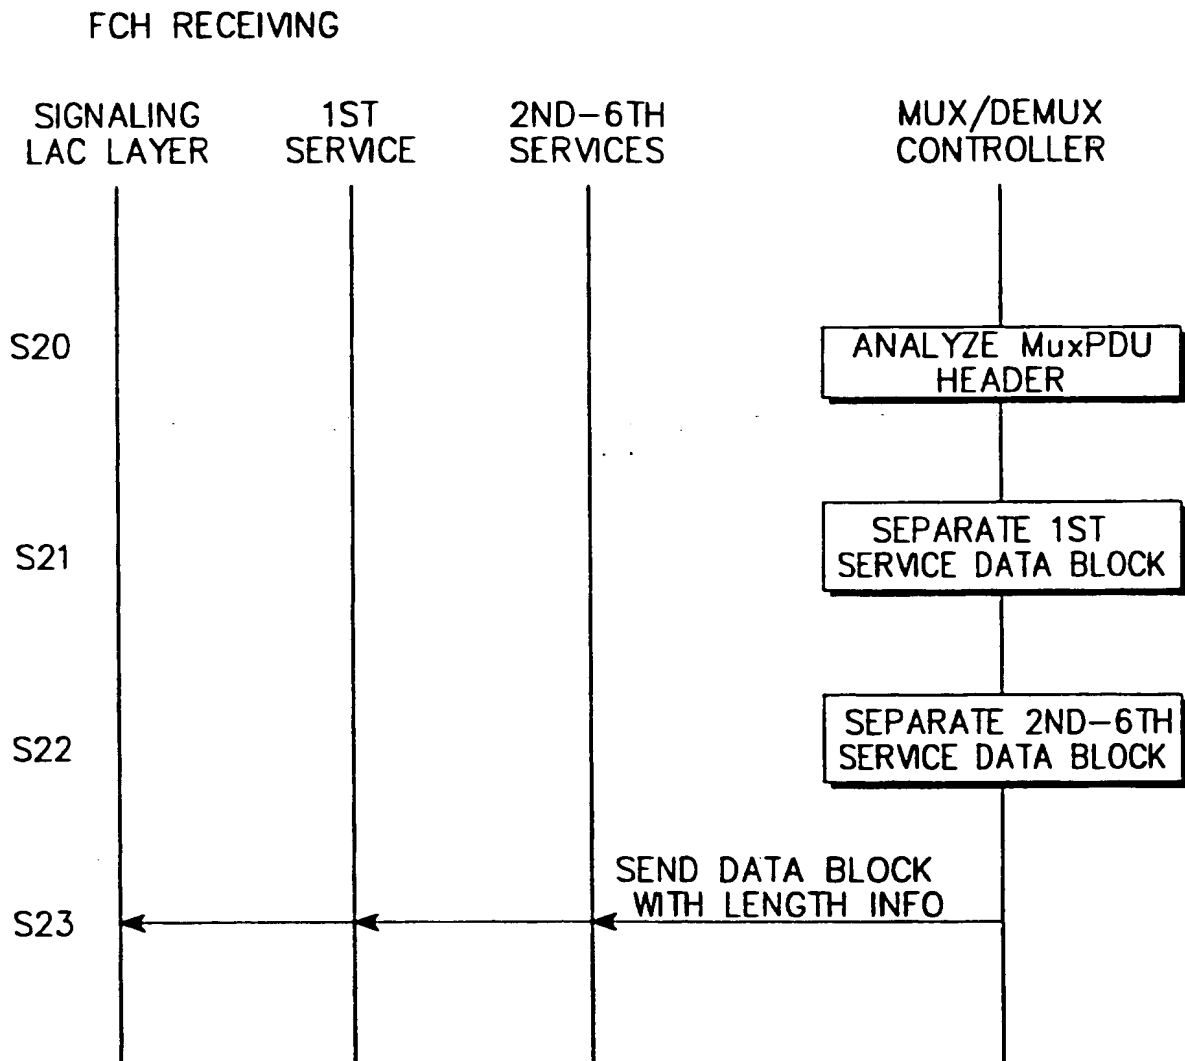 FCH RECEIVING
SIGNALING
LAC LAYER
1ST
SERVICE
2ND-6TH
SERVICES
MUX/DEMUX
CONTROLLER
S20
ANALYZE MuxPDU
HEADER
S21
SEPARATE 1ST
SERVICE DATA BLOCK
S22
SEPARATE 2ND-6TH
SERVICE DATA BLOCK
SEND DATA BLOCK
WITH LENGTH INFO
S23